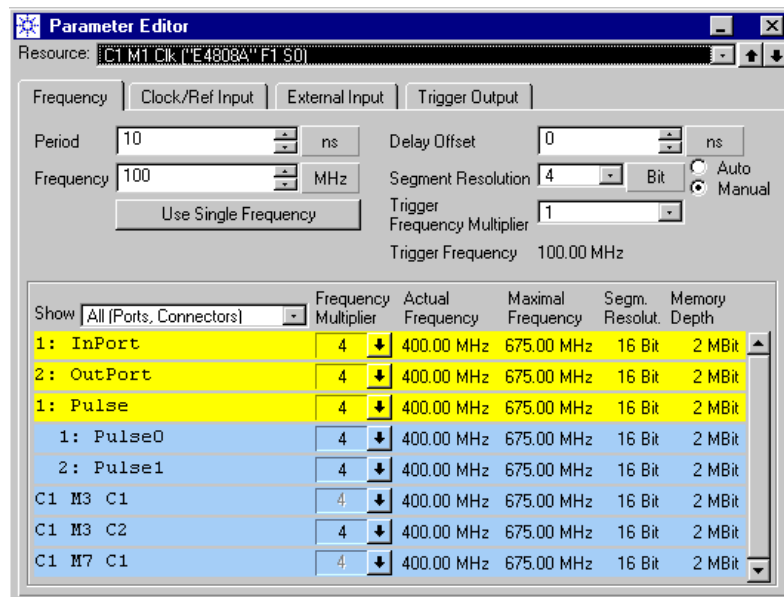 Parameter Editor
Resource: C1 M1 Clk ("E4808A" F1 S0)
Frequency Clock/Ref Input External Input Trigger Output
Period 10 ns Delay Offset 0 ns
Frequency 100 MHz Segment Resolution 4 Bit Auto
Manual
Use Single Frequency Trigger
Frequency Multiplier 1
Trigger Frequency 100.00 MHz
Show All (Ports, Connectors) Frequency Multiplier Actual Frequency Maximal Frequency Segm. Resolut. Memory Depth
1: InPort 4 400.00 MHz 675.00 MHz 16 Bit 2 MBit
2: OutPort 4 400.00 MHz 675.00 MHz 16 Bit 2 MBit
1: Pulse 4 400.00 MHz 675.00 MHz 16 Bit 2 MBit
1: Pulse0 4 400.00 MHz 675.00 MHz 16 Bit 2 MBit
2: Pulse1 4 400.00 MHz 675.00 MHz 16 Bit 2 MBit
C1 M3 C1 4 400.00 MHz 675.00 MHz 16 Bit 2 MBit
C1 M3 C2 4 400.00 MHz 675.00 MHz 16 Bit 2 MBit
C1 M7 C1 4 400.00 MHz 675.00 MHz 16 Bit 2 MBit